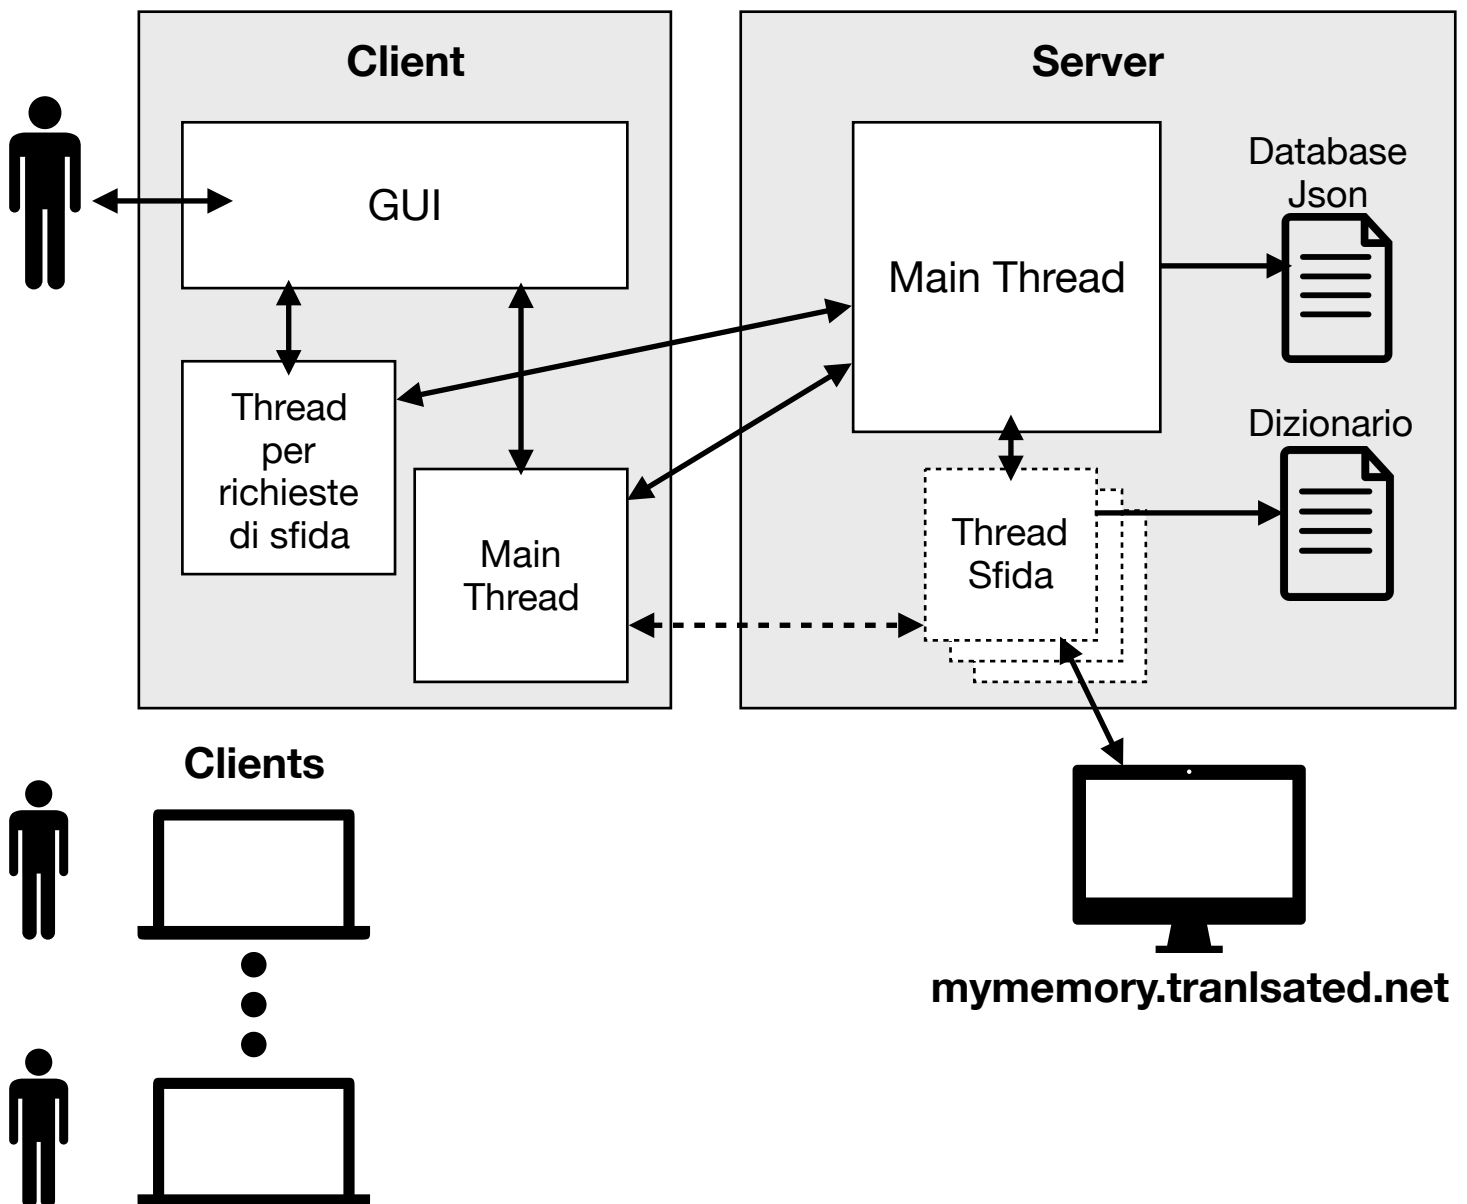 Client
GUI
Thread
per
richieste
di sfida
Main
Thread
Server
Main Thread
Database
Json
Dizionario
Thread
Sfida
Clients
mymemory.tranlsated.net